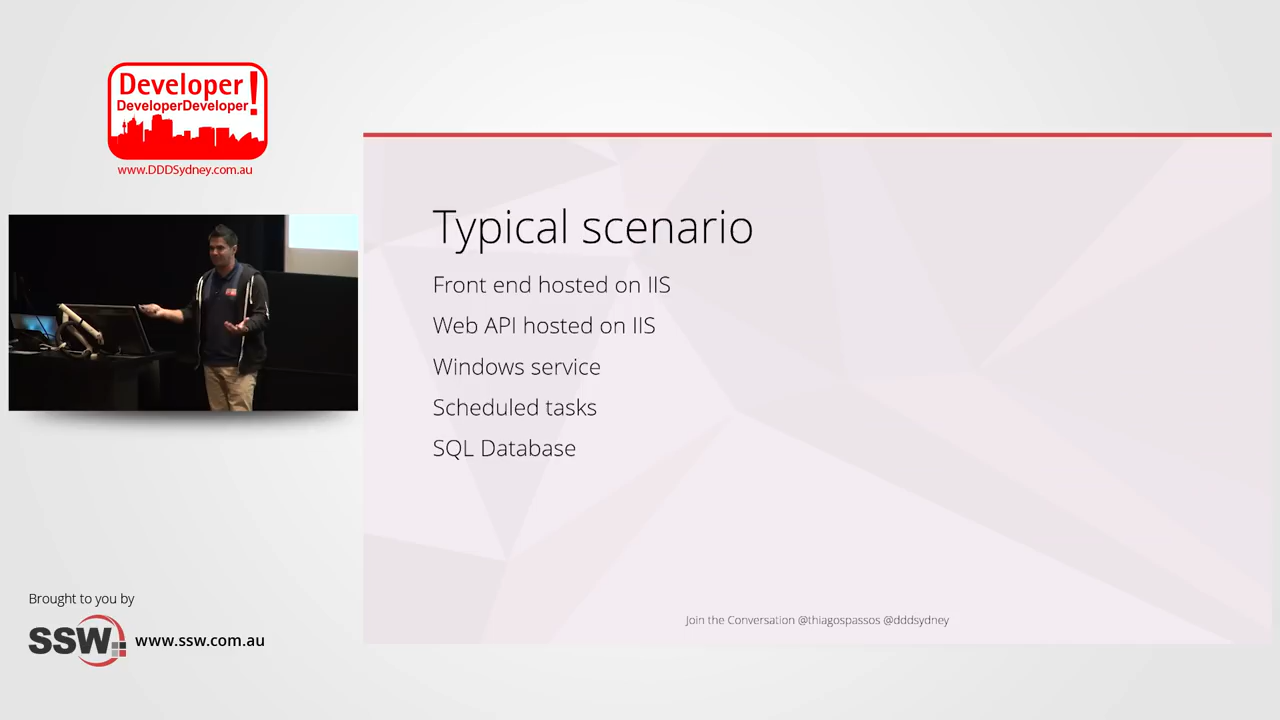 Developer!
DeveloperDeveloper
www.DDDSydney.com.au
Typical scenario
Front end hosted on IIS
Web API hosted on IIS
Windows service
Scheduled tasks
SQL Database
Join the Conversation @thiagospassos @dddsydney
Brought to you by
SSW
www.ssw.com.au